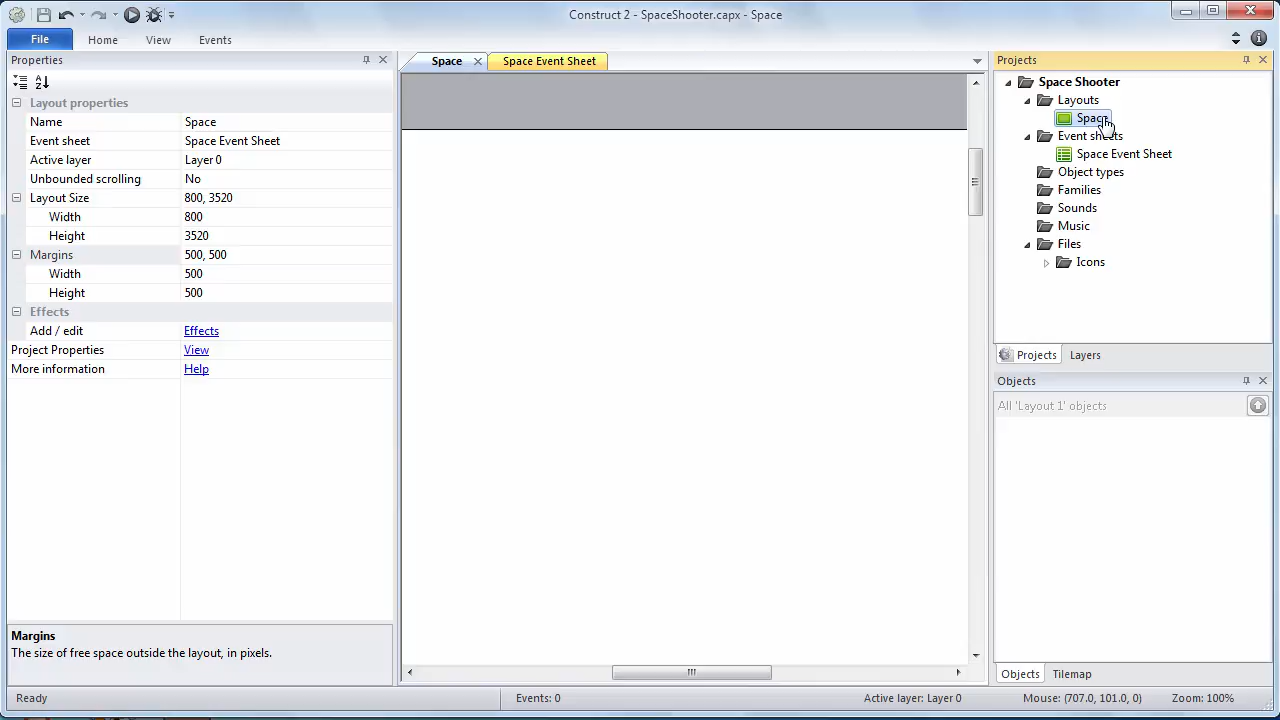 Construct 2 - SpaceShooter.capx - Space
File Home View Events
Properties
Layout properties
Name Space
Event sheet Space Event Sheet
Active layer Layer 0
Unbounded scrolling No
Layout Size 800, 3520
Width 800
Height 3520
Margins 500, 500
Width 500
Height 500
Effects
Add / edit Effects
Project Properties View
More information Help
Margins
The size of free space outside the layout, in pixels.
Space Space Event Sheet
Projects
Space Shooter
Layouts
Space
Event sheets
Space Event Sheet
Object types
Families
Sounds
Music
Files
Icons
Projects Layers
Objects
All 'Layout 1' objects
Objects Tilemap
Ready Events: 0 Active layer: Layer 0 Mouse: (707.0, 101.0, 0) Zoom: 100%